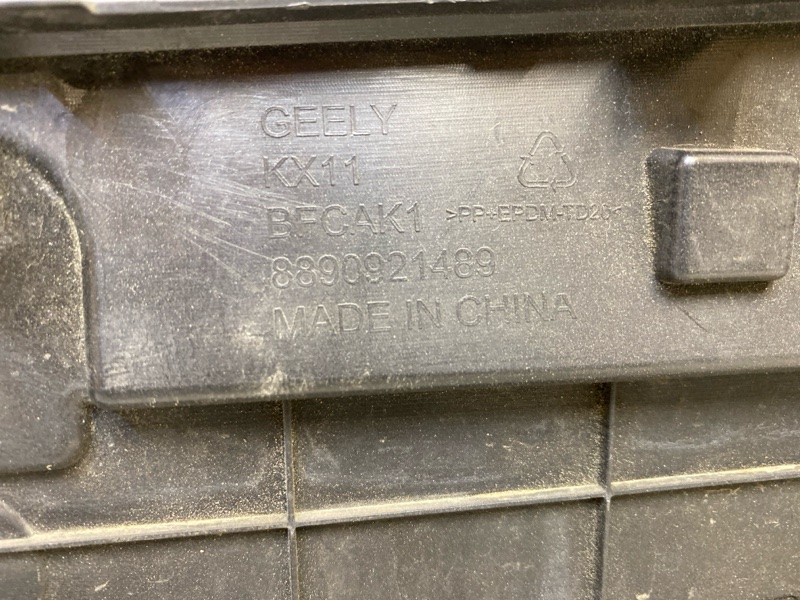 GEELY
KX11
BFCAK1 >PP+EPDM-TD20<
8890921489
MADE IN CHINA